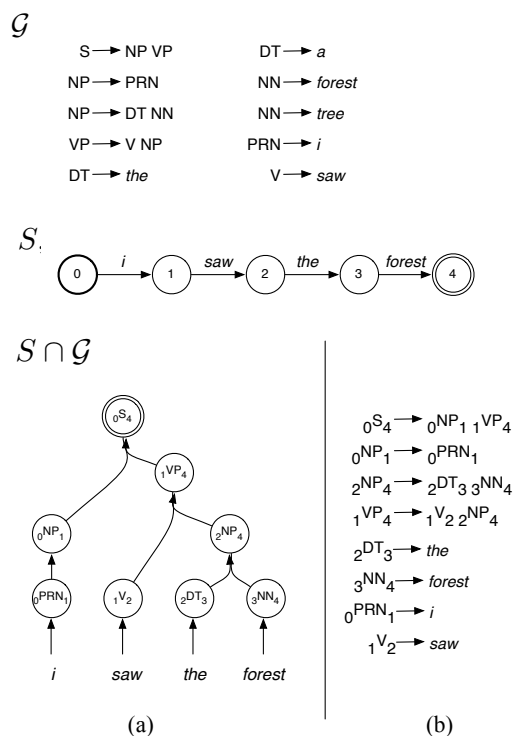 𝒢
S → NP VP DT → a
NP → PRN NN → forest
NP → DT NN NN → tree
VP → V NP PRN → i
DT → the V → saw
S:
0 i 1 saw 2 the 3 forest 4
S ∩ 𝒢
₀S₄
₁VP₄
₀NP₁ ₂NP₄
₀PRN₁ ₁V₂ ₂DT₃ ₃NN₄
i saw the forest
(a)
₀S₄ → ₀NP₁ ₁VP₄
₀NP₁ → ₀PRN₁
₂NP₄ → ₂DT₃ ₃NN₄
₁VP₄ → ₁V₂ ₂NP₄
₂DT₃ → the
₃NN₄ → forest
₀PRN₁ → i
₁V₂ → saw
(b)